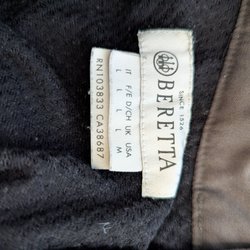 BERETTA
SINCE 1526
IT F/E D/CH UK USA
L L L L M
RN103833 CA38687